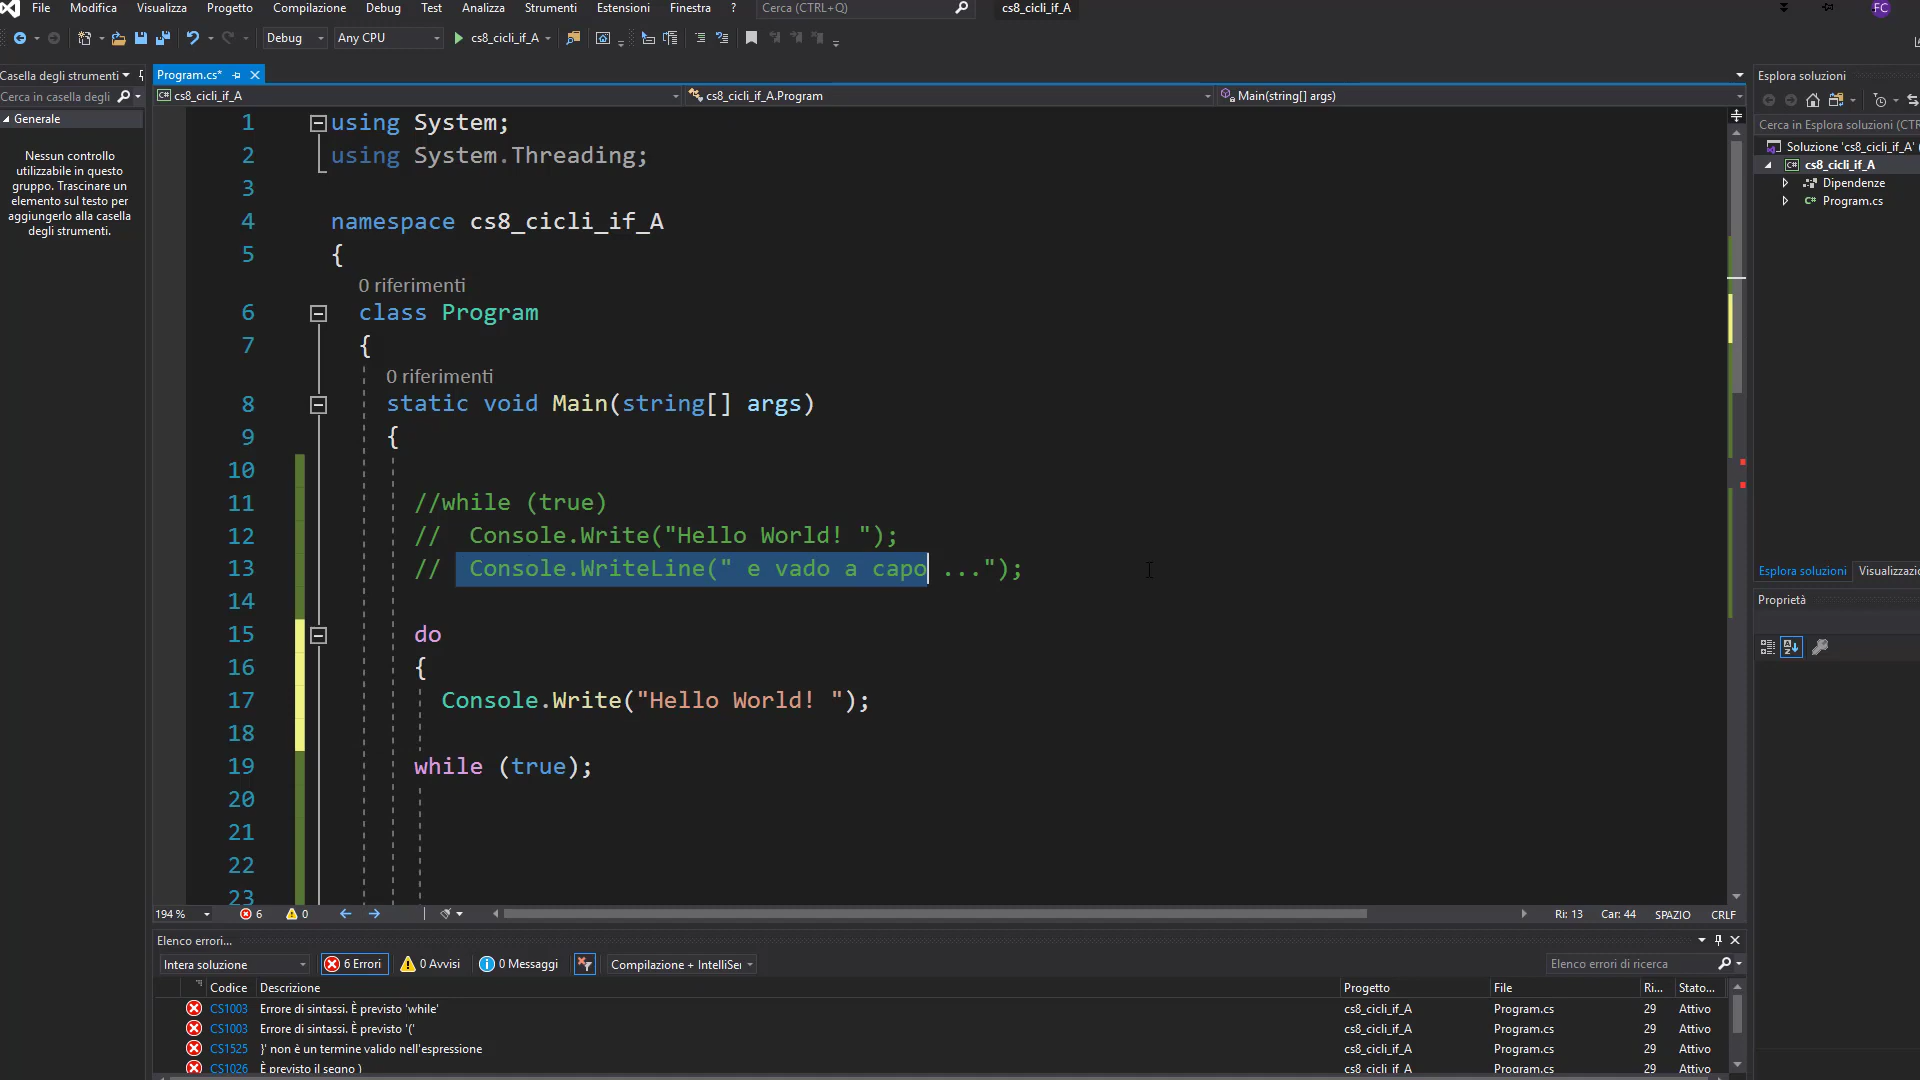 File Modifica Visualizza Progetto Compilazione Debug Test Analizza Strumenti Estensioni Finestra ? Cerca (CTRL+Q) cs8_cicli_if_A FC
Debug Any CPU cs8_cicli_if_A
Casella degli strumenti
Cerca in casella degli
Generale
Nessun controllo
utilizzabile in questo
gruppo. Trascinare un
elemento sul testo per
aggiungerlo alla casella
degli strumenti.
Program.cs*
cs8_cicli_if_A cs8_cicli_if_A.Program Main(string[] args)
1 using System;
2 using System.Threading;
3
4 namespace cs8_cicli_if_A
5 {
0 riferimenti
6 class Program
7 {
0 riferimenti
8 static void Main(string[] args)
9 {
10
11 //while (true)
12 // Console.Write("Hello World! ");
13 // Console.WriteLine(" e vado a capo ...");
14
15 do
16 {
17 Console.Write("Hello World! ");
18
19 while (true);
20
21
22
23
194 % 6 0 Ri: 13 Car: 44 SPAZIO CRLF
Elenco errori...
Intera soluzione 6 Errori 0 Avvisi 0 Messaggi Compilazione + IntelliSe Elenco errori di ricerca
Codice Descrizione Progetto File Ri... Stato...
CS1003 Errore di sintassi. È previsto 'while' cs8_cicli_if_A Program.cs 29 Attivo
CS1003 Errore di sintassi. È previsto '(' cs8_cicli_if_A Program.cs 29 Attivo
CS1525 }' non è un termine valido nell'espressione cs8_cicli_if_A Program.cs 29 Attivo
CS1026 È previsto il segno ) cs8_cicli_if_A Program.cs 29 Attivo
Esplora soluzioni
Cerca in Esplora soluzioni (CTR
Soluzione 'cs8_cicli_if_A' (
cs8_cicli_if_A
Dipendenze
Program.cs
Esplora soluzioni Visualizzazio
Proprietà